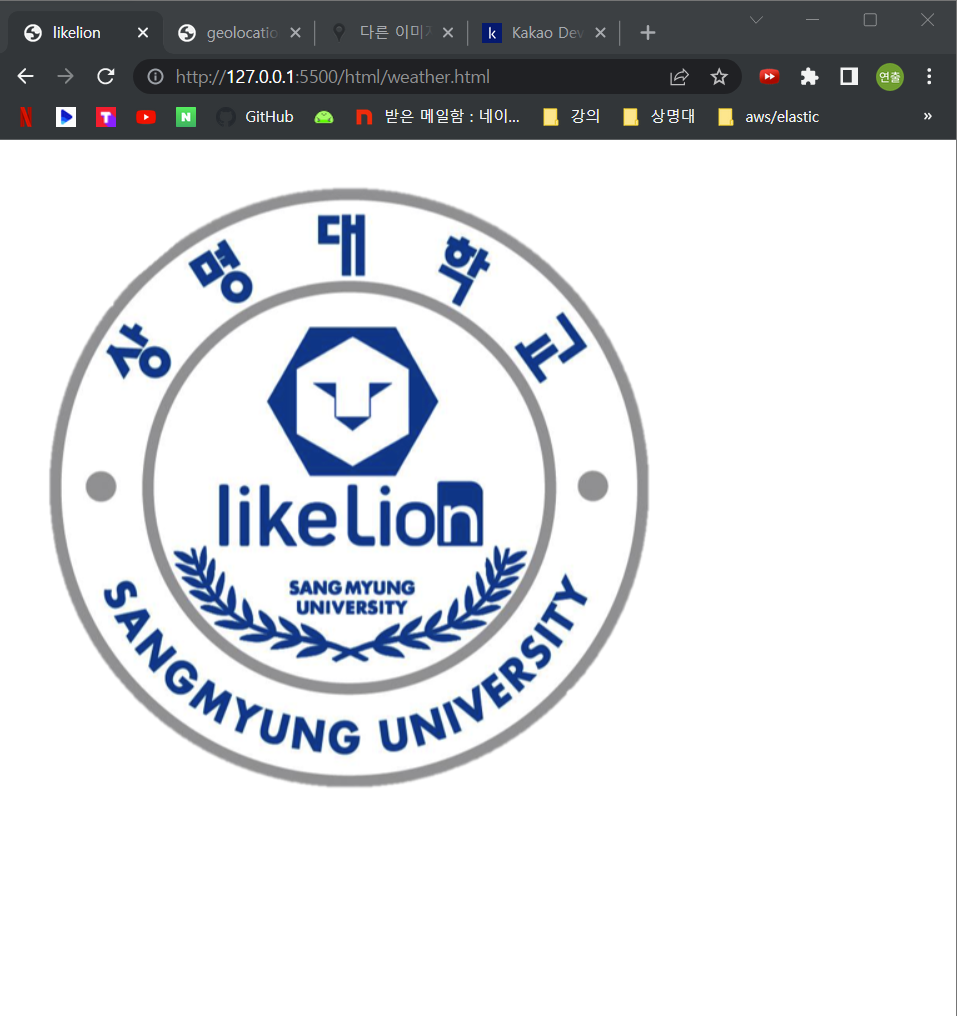 likelion
geolocatio
다른 이미지
Kakao Dev
http://127.0.0.1:5500/html/weather.html
연출
N
T
N
GitHub
받은 메일함 : 네이...
강의
상명대
aws/elastic
»
상명대학교
likelion
SANG MYUNG
UNIVERSITY
SANGMYUNG UNIVERSITY